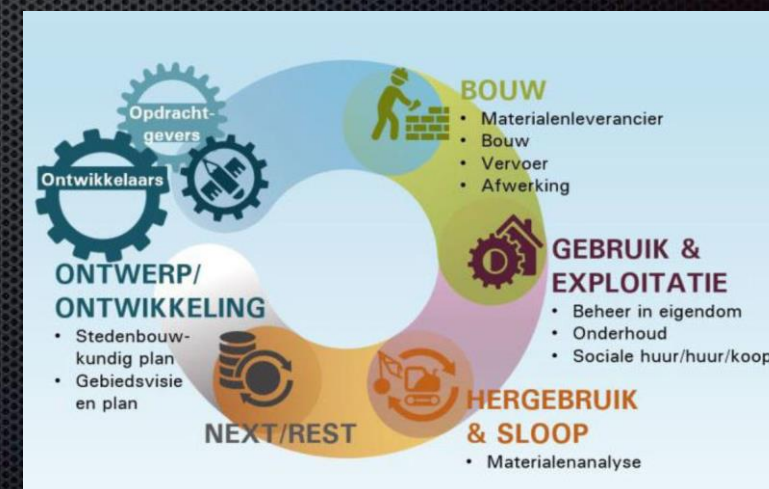 Opdracht-
gevers
Ontwikkelaars
ONTWERP/
ONTWIKKELING
• Stedenbouw-
kundig plan
• Gebiedsvisie
en plan
BOUW
• Materialenleverancier
• Bouw
• Vervoer
• Afwerking
GEBRUIK &
EXPLOITATIE
• Beheer in eigendom
• Onderhoud
• Sociale huur/huur/koop
HERGEBRUIK
& SLOOP
• Materialenanalyse
NEXT/REST